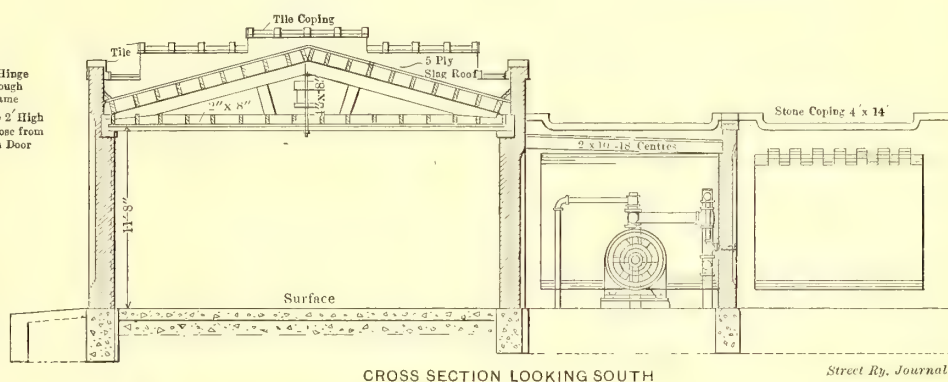 Tile Coping
Tile
5 Ply
Slag Roof
Hinge
ough
ame
2' High
ose from
Door
2" x 8"
Stone Coping 4' x 14'
2 x 10 -18 Centres
11'-8"
Surface
CROSS SECTION LOOKING SOUTH
Street Ry. Journal